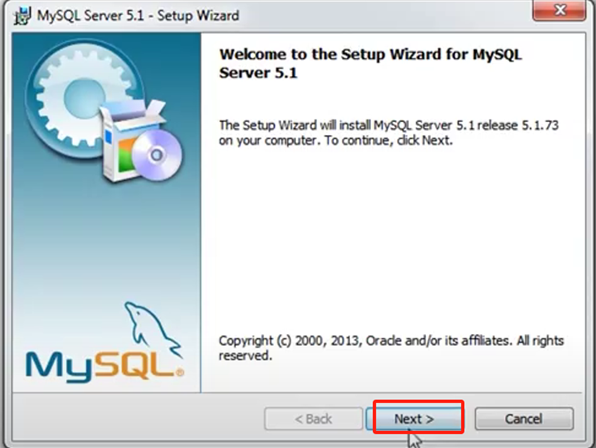 MySQL Server 5.1 - Setup Wizard
Welcome to the Setup Wizard for MySQL
Server 5.1
The Setup Wizard will install MySQL Server 5.1 release 5.1.73
on your computer. To continue, click Next.
Copyright (c) 2000, 2013, Oracle and/or its affiliates. All rights
reserved.
MySQL®
< Back Next > Cancel